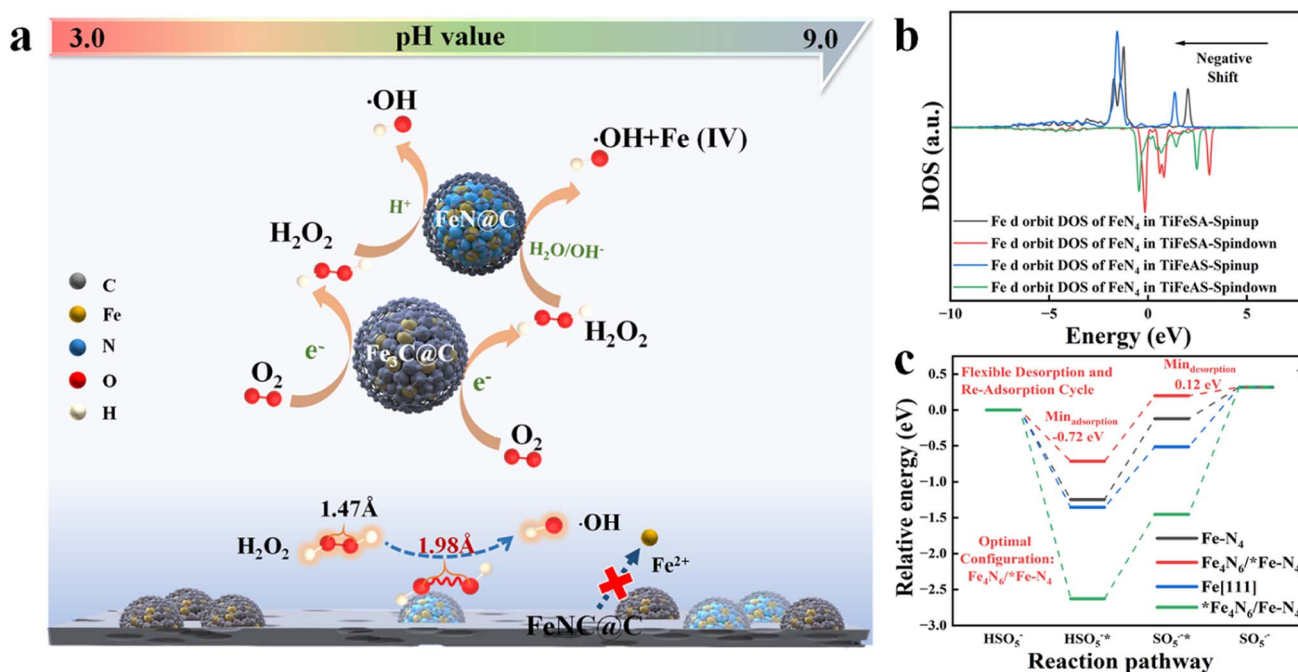 a
3.0 pH value 9.0
·OH
·OH+Fe (IV)
H⁺
FeN@C
H₂O₂
H₂O/OH⁻
C
Fe
N
O
H
H₂O₂
Fe₃C@C
e⁻
e⁻
O₂
O₂
1.47Å
H₂O₂
1.98Å
·OH
Fe²⁺
FeNC@C
b
Negative
Shift
DOS (a.u.)
Fe d orbit DOS of FeN₄ in TiFeSA-Spinup
Fe d orbit DOS of FeN₄ in TiFeSA-Spindown
Fe d orbit DOS of FeN₄ in TiFeAS-Spinup
Fe d orbit DOS of FeN₄ in TiFeAS-Spindown
−10 −5 0 5
Energy (eV)
c
Flexible Desorption and
Re-Adsorption Cycle
Min desorption
0.12 eV
Min adsorption
-0.72 eV
Optimal
Configuration:
Fe₄N₆/*Fe-N₄
Fe-N₄
Fe₄N₆/*Fe-N₄
Fe[111]
*Fe₄N₆/Fe-N₄
Relative energy (eV)
0.5
0.0
−0.5
−1.0
−1.5
−2.0
−2.5
−3.0
HSO₅⁻ HSO₅⁻* SO₅·⁻* SO₅·⁻
Reaction pathway